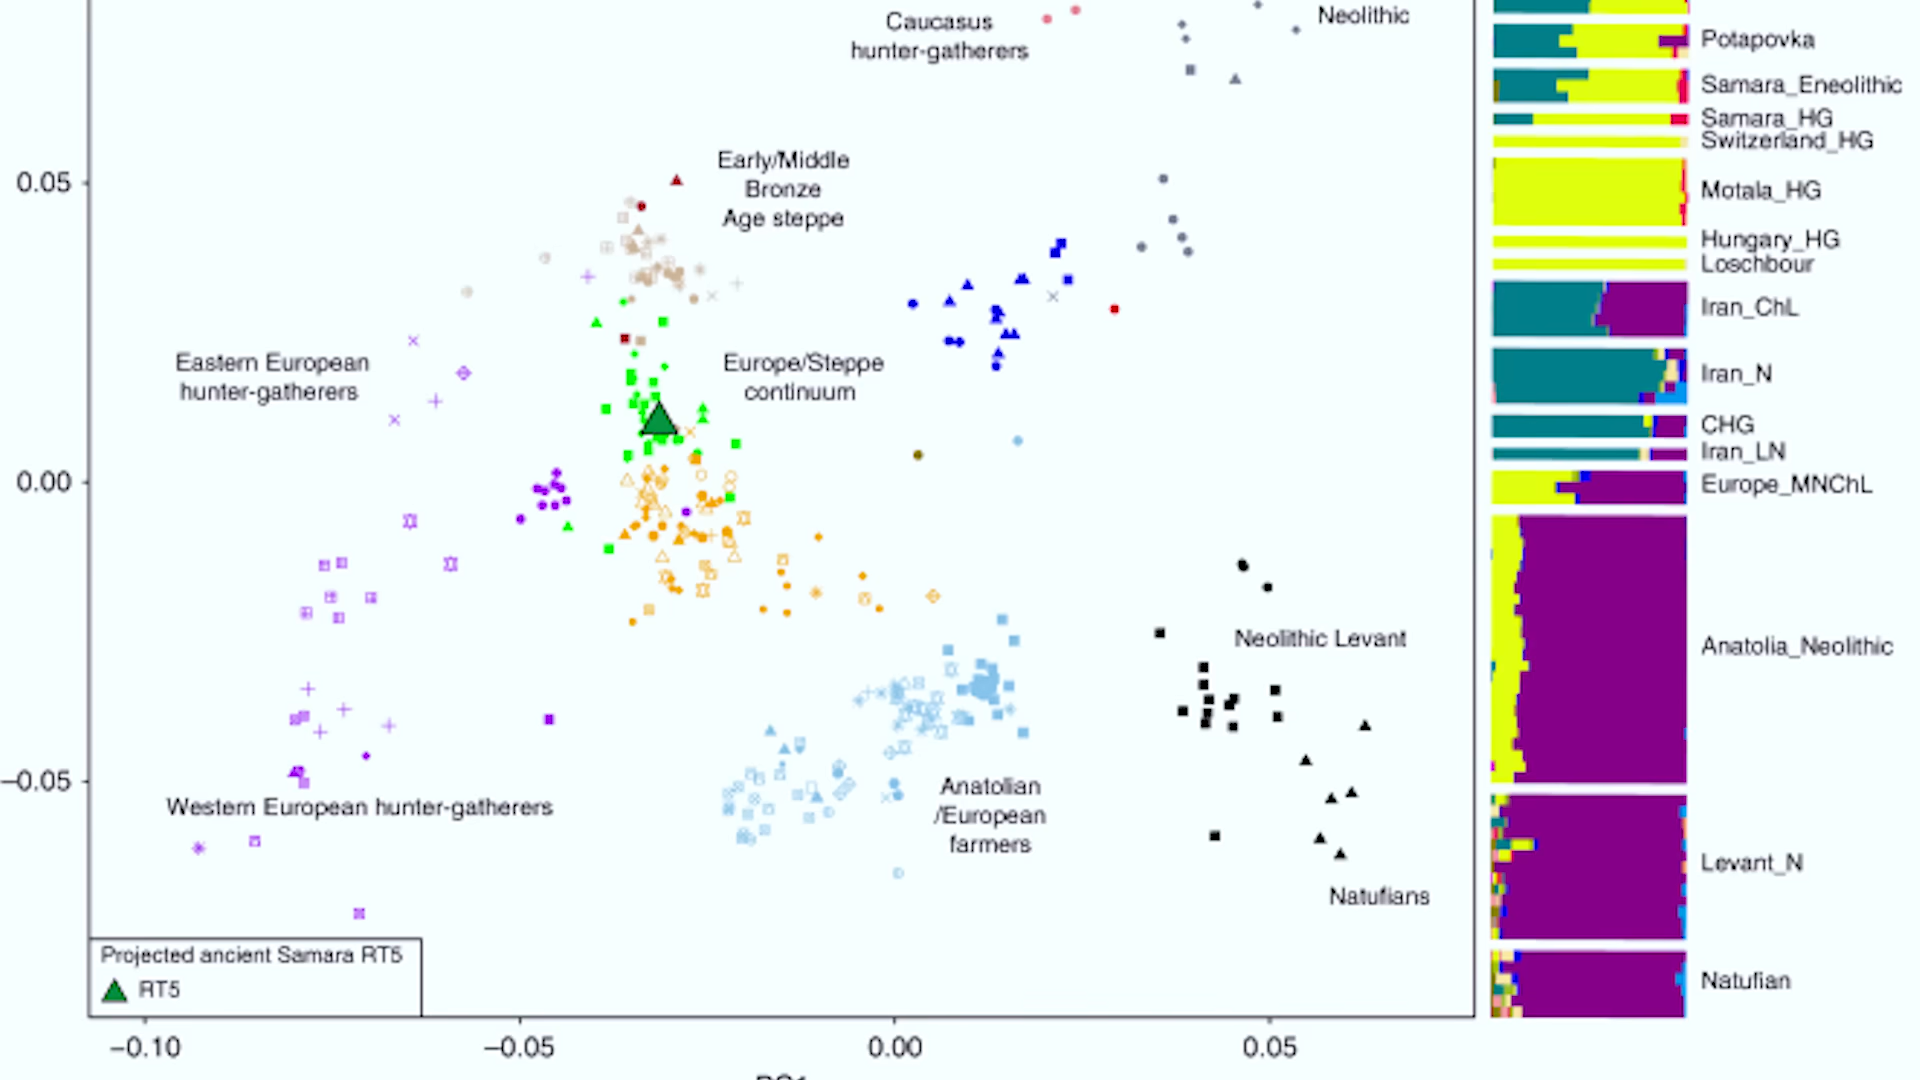 Caucasus
hunter-gatherers
Neolithic
Early/Middle
Bronze
Age steppe
Eastern European
hunter-gatherers
Europe/Steppe
continuum
Neolithic Levant
Western European hunter-gatherers
Anatolian
/European
farmers
Natufians
Projected ancient Samara RT5
RT5
0.05
0.00
−0.05
−0.10
−0.05
0.00
0.05
Potapovka
Samara_Eneolithic
Samara_HG
Switzerland_HG
Motala_HG
Hungary_HG
Loschbour
Iran_ChL
Iran_N
CHG
Iran_LN
Europe_MNChL
Anatolia_Neolithic
Levant_N
Natufian